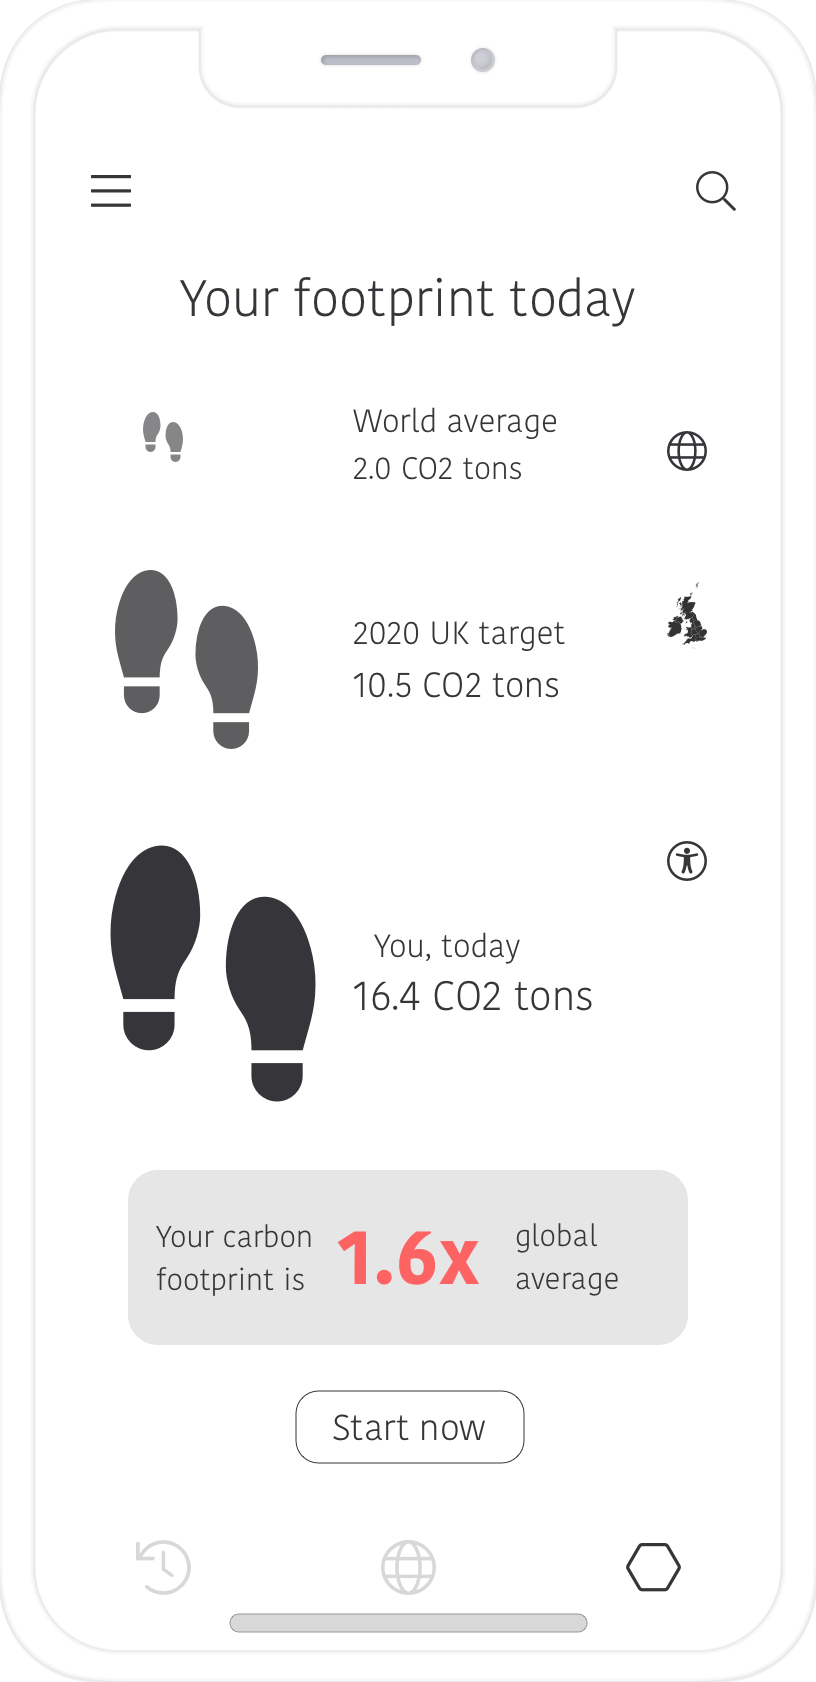 Your footprint today
World average
2.0 CO2 tons
2020 UK target
10.5 CO2 tons
You, today
16.4 CO2 tons
Your carbon
footprint is
1.6x
global
average
Start now